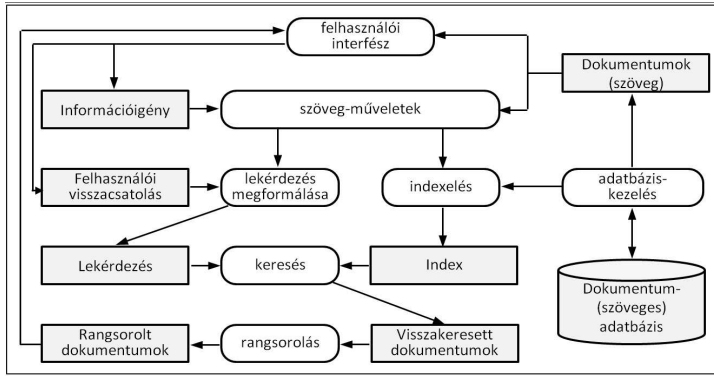 felhasználói
interfész
Dokumentumok
(szöveg)
Információigény
szöveg-műveletek
Felhasználói
visszacsatolás
lekérdezés
megformálása
indexelés
adatbázis-
kezelés
Lekérdezés
keresés
Index
Dokumentum-
(szöveges)
adatbázis
Rangsorolt
dokumentumok
rangsorolás
Visszakeresett
dokumentumok